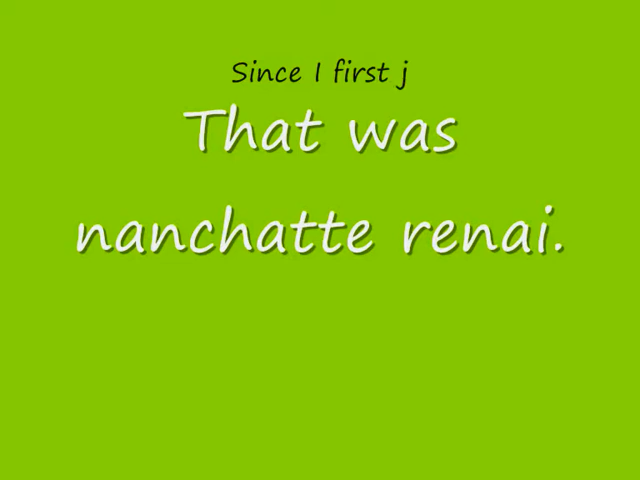 Since I first j
That was
nanchatte renai.